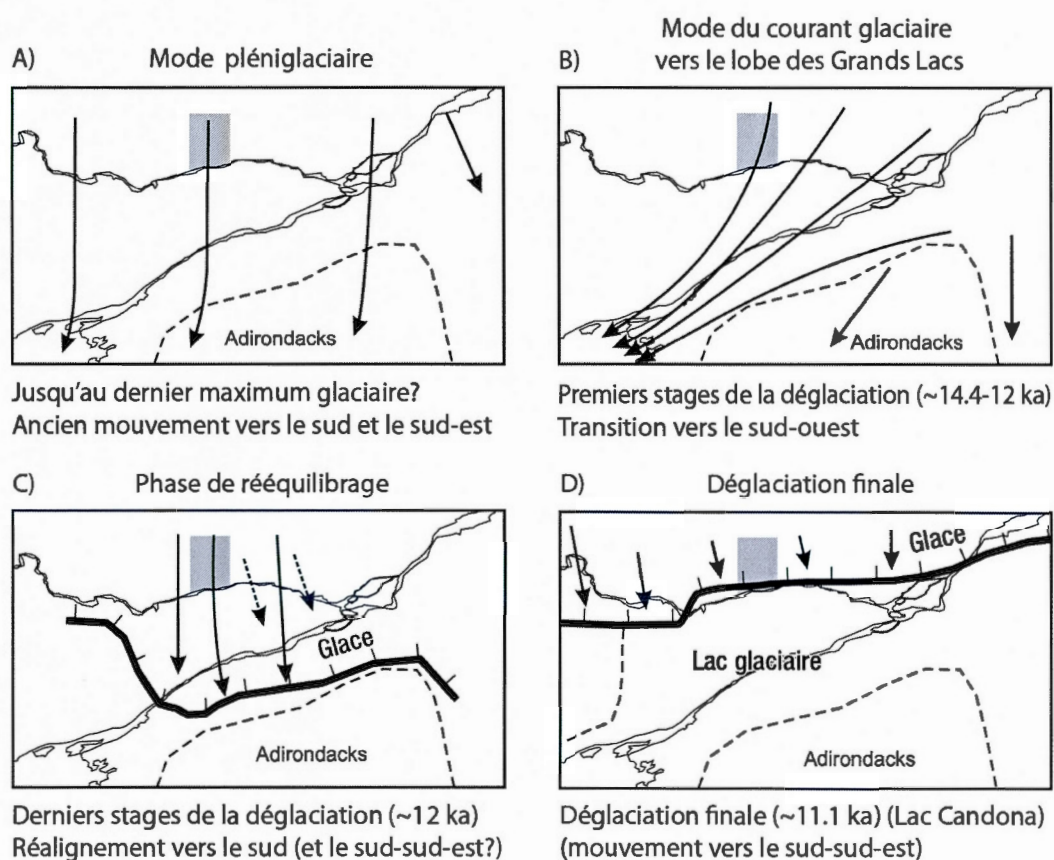 A) Mode pléniglaciaire
Adirondacks
Jusqu'au dernier maximum glaciaire?
Ancien mouvement vers le sud et le sud-est
B) Mode du courant glaciaire
vers le lobe des Grands Lacs
Adirondacks
Premiers stages de la déglaciation (~14.4-12 ka)
Transition vers le sud-ouest
C) Phase de rééquilibrage
Glace
Adirondacks
Derniers stages de la déglaciation (~12 ka)
Réalignement vers le sud (et le sud-sud-est?)
D) Déglaciation finale
Glace
Lac glaciaire
Adirondacks
Déglaciation finale (~11.1 ka) (Lac Candona)
(mouvement vers le sud-sud-est)